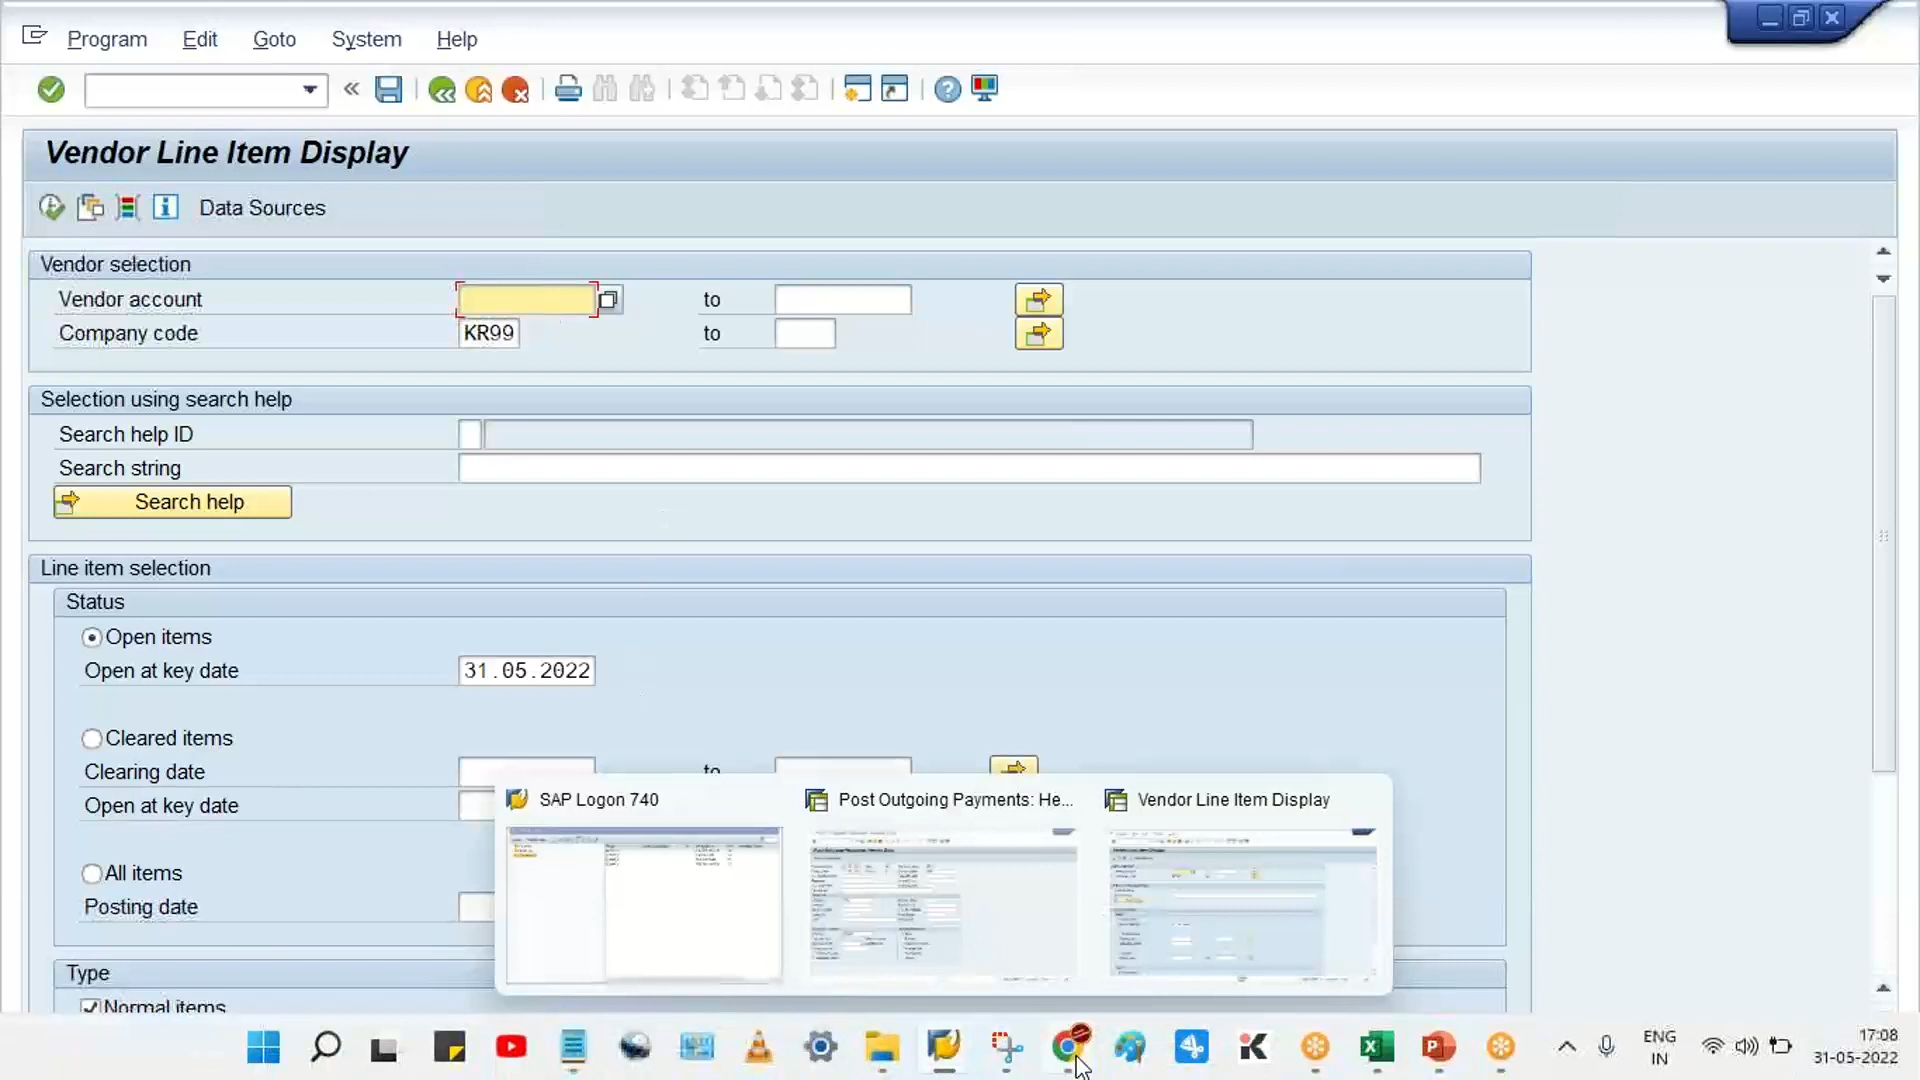 Program Edit Goto System Help
Vendor Line Item Display
Data Sources
Vendor selection
Vendor account to
Company code KR99 to
Selection using search help
Search help ID
Search string
Search help
Line item selection
Status
Open items
Open at key date 31.05.2022
Cleared items
Clearing date to
Open at key date
All items
Posting date
Type
Normal items
SAP Logon 740 Post Outgoing Payments: He... Vendor Line Item Display
ENG 17:08
IN 31-05-2022